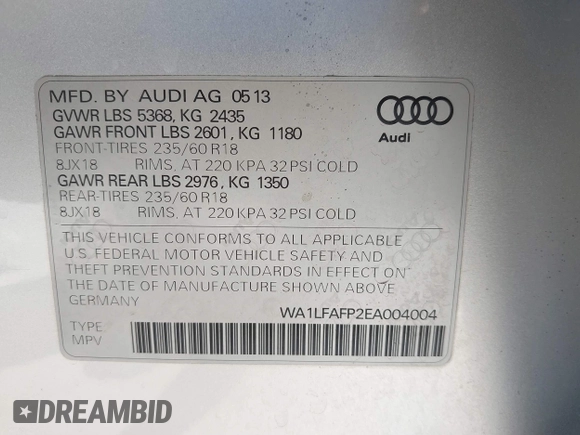 MFD. BY AUDI AG 05 13
GVWR LBS 5368, KG 2435
GAWR FRONT LBS 2601, KG 1180
FRONT-TIRES 235/60 R18
8JX18 RIMS, AT 220 KPA 32 PSI COLD
GAWR REAR LBS 2976, KG 1350
REAR-TIRES 235/60 R18
8JX18 RIMS, AT 220 KPA 32 PSI COLD
Audi
THIS VEHICLE CONFORMS TO ALL APPLICABLE
U.S. FEDERAL MOTOR VEHICLE SAFETY AND
THEFT PREVENTION STANDARDS IN EFFECT ON
THE DATE OF MANUFACTURE SHOWN ABOVE
GERMANY
WA1LFAFP2EA004004
TYPE
MPV
DREAMBID